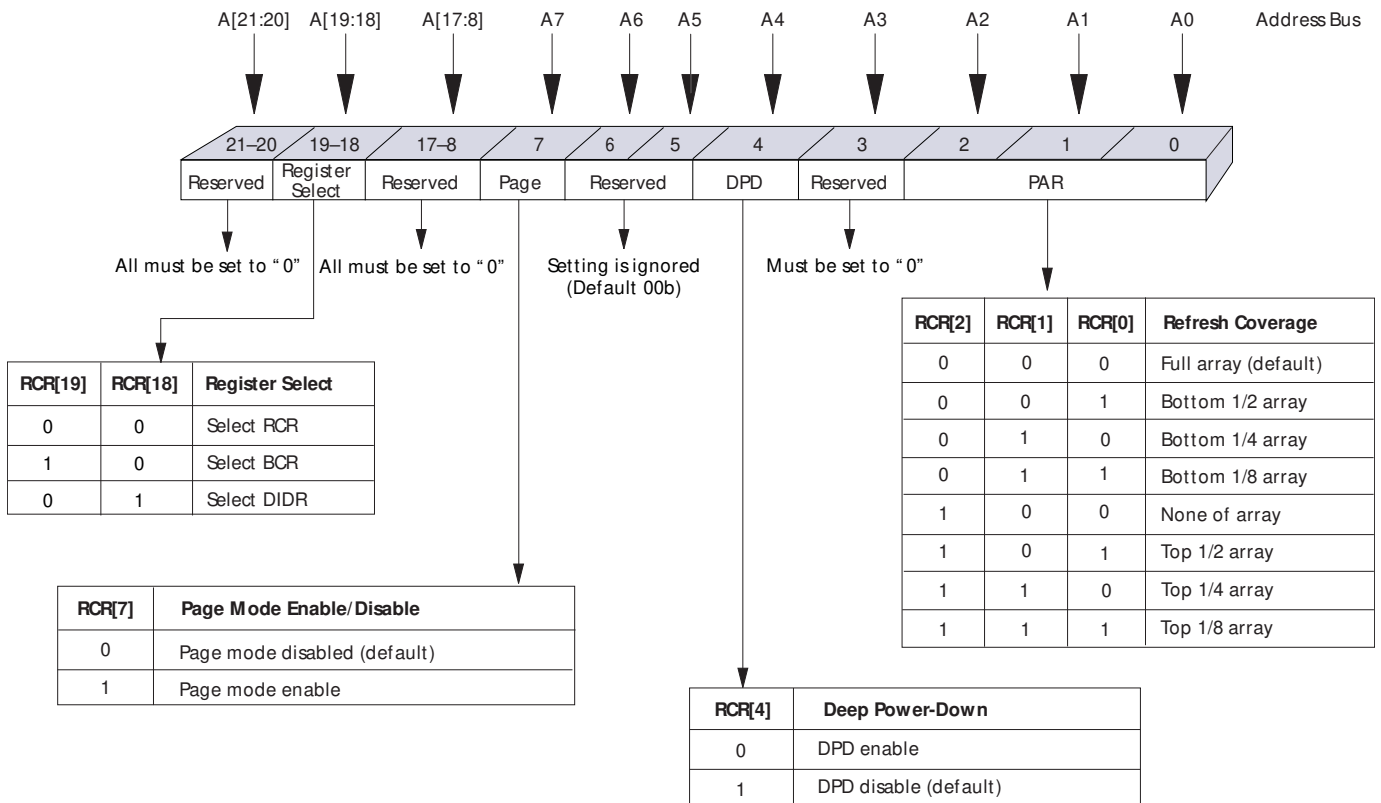 A[21:20] A[19:18] A[17:8] A7 A6 A5 A4 A3 A2 A1 A0 Address Bus
21–20 19–18 17–8 7 6 5 4 3 2 1 0
Reserved Register Select Reserved Page Reserved DPD Reserved PAR
All must be set to "0" All must be set to "0" Setting is ignored (Default 00b) Must be set to "0"
RCR[19] RCR[18] Register Select
0 0 Select RCR
1 0 Select BCR
0 1 Select DIDR
RCR[2] RCR[1] RCR[0] Refresh Coverage
0 0 0 Full array (default)
0 0 1 Bottom 1/2 array
0 1 0 Bottom 1/4 array
0 1 1 Bottom 1/8 array
1 0 0 None of array
1 0 1 Top 1/2 array
1 1 0 Top 1/4 array
1 1 1 Top 1/8 array
RCR[7] Page Mode Enable/Disable
0 Page mode disabled (default)
1 Page mode enable
RCR[4] Deep Power-Down
0 DPD enable
1 DPD disable (default)